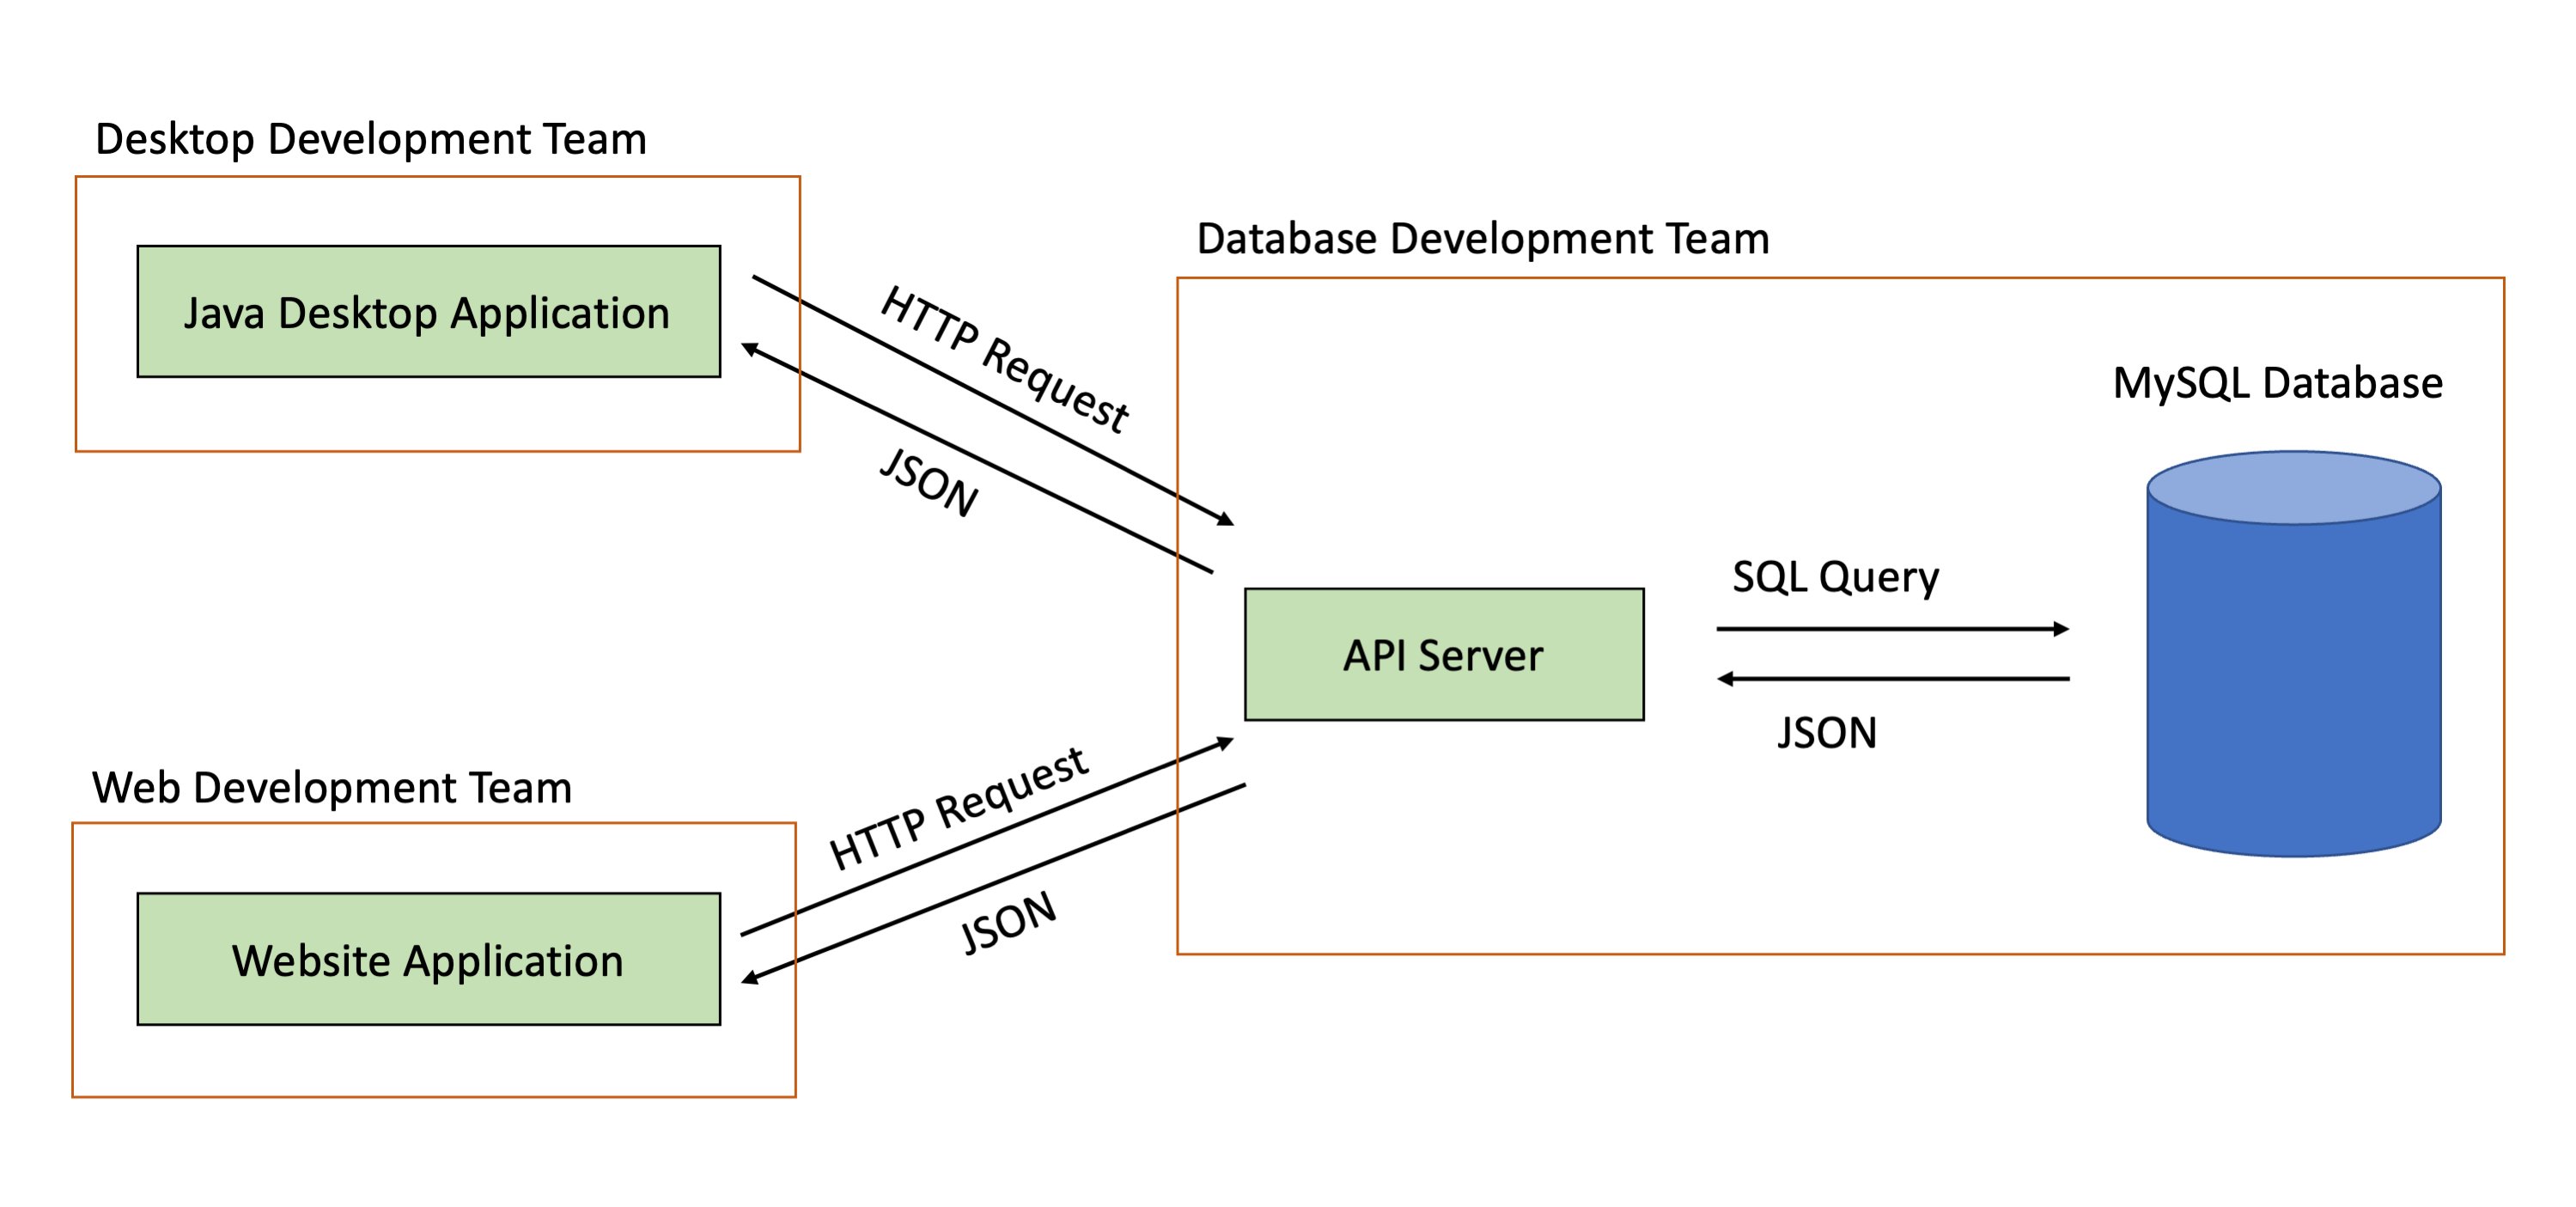 Desktop Development Team
Java Desktop Application
HTTP Request
JSON
Database Development Team
MySQL Database
API Server
SQL Query
JSON
Web Development Team
Website Application
HTTP Request
JSON